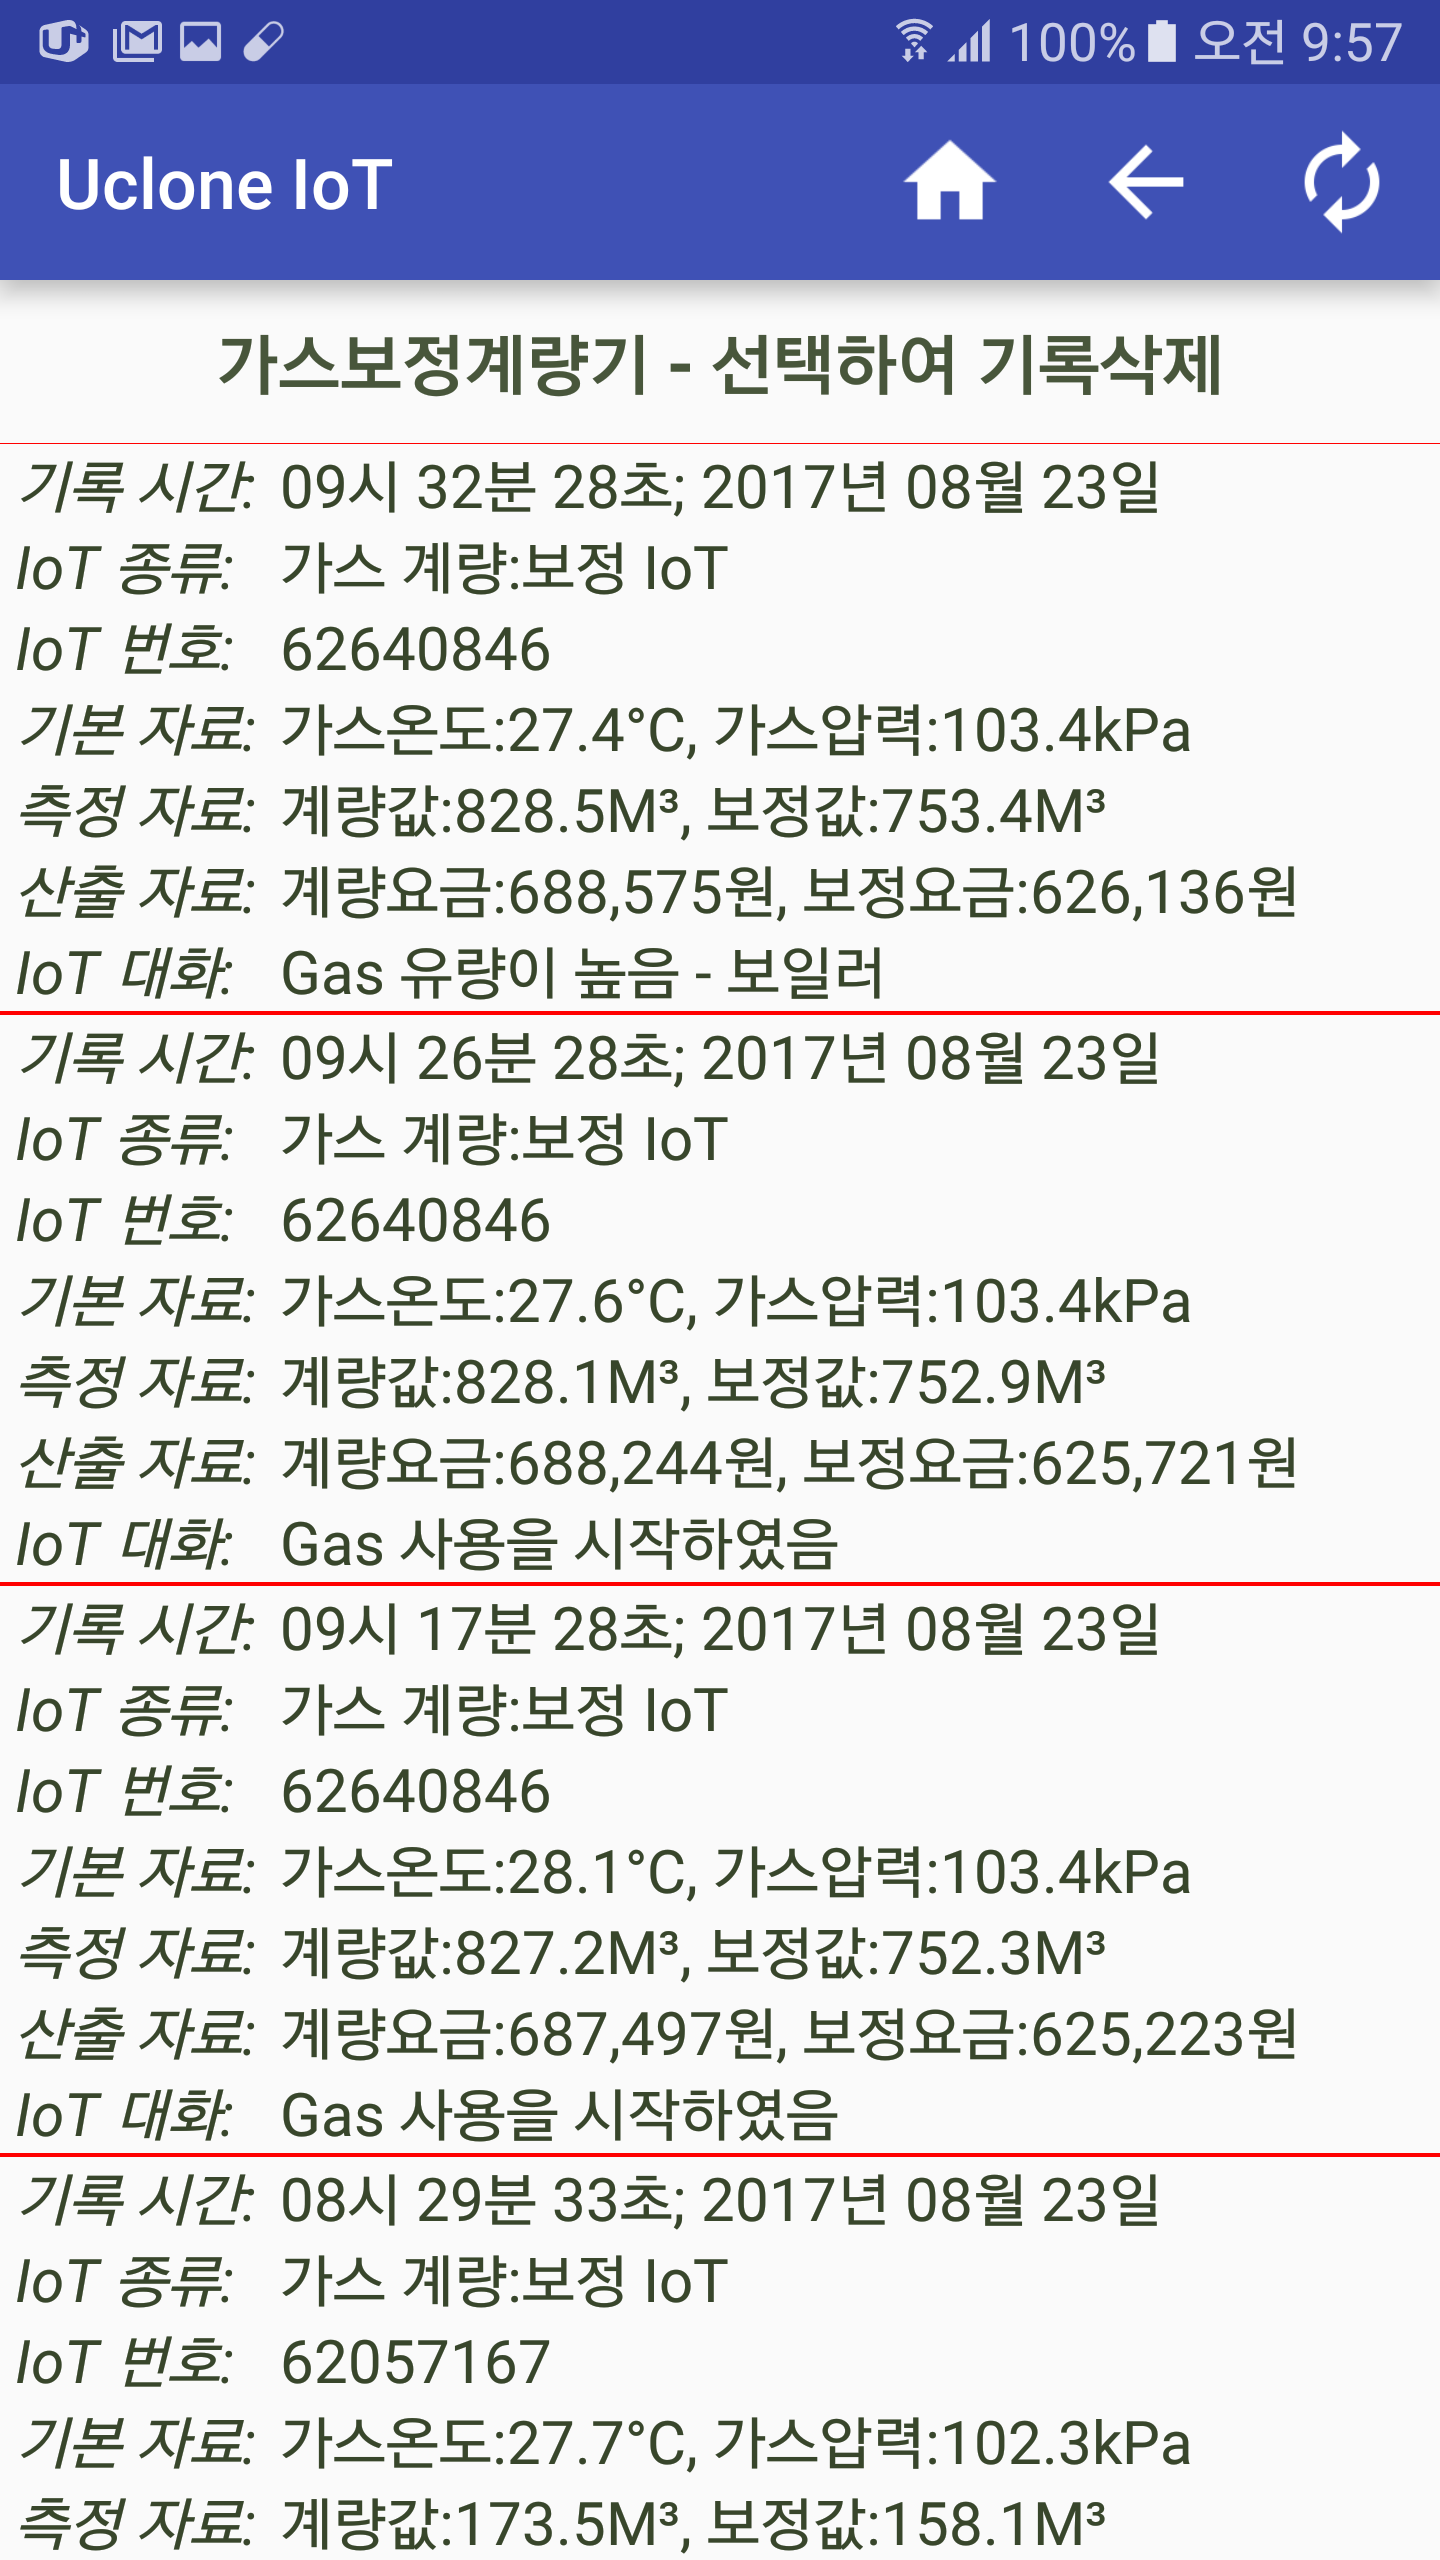 100% 오전 9:57
Uclone IoT
가스보정계량기 - 선택하여 기록삭제
기록 시간: 09시 32분 28초; 2017년 08월 23일
IoT 종류: 가스 계량:보정 IoT
IoT 번호: 62640846
기본 자료: 가스온도:27.4°C, 가스압력:103.4kPa
측정 자료: 계량값:828.5M³, 보정값:753.4M³
산출 자료: 계량요금:688,575원, 보정요금:626,136원
IoT 대화: Gas 유량이 높음 - 보일러
기록 시간: 09시 26분 28초; 2017년 08월 23일
IoT 종류: 가스 계량:보정 IoT
IoT 번호: 62640846
기본 자료: 가스온도:27.6°C, 가스압력:103.4kPa
측정 자료: 계량값:828.1M³, 보정값:752.9M³
산출 자료: 계량요금:688,244원, 보정요금:625,721원
IoT 대화: Gas 사용을 시작하였음
기록 시간: 09시 17분 28초; 2017년 08월 23일
IoT 종류: 가스 계량:보정 IoT
IoT 번호: 62640846
기본 자료: 가스온도:28.1°C, 가스압력:103.4kPa
측정 자료: 계량값:827.2M³, 보정값:752.3M³
산출 자료: 계량요금:687,497원, 보정요금:625,223원
IoT 대화: Gas 사용을 시작하였음
기록 시간: 08시 29분 33초; 2017년 08월 23일
IoT 종류: 가스 계량:보정 IoT
IoT 번호: 62057167
기본 자료: 가스온도:27.7°C, 가스압력:102.3kPa
측정 자료: 계량값:173.5M³, 보정값:158.1M³